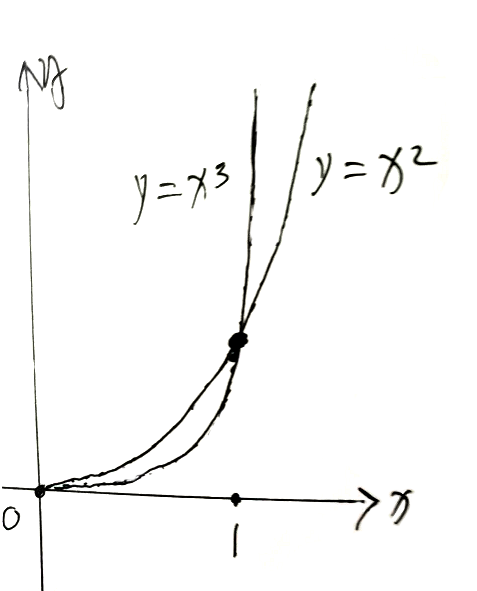 y
y = x³
y = x²
0
x
1